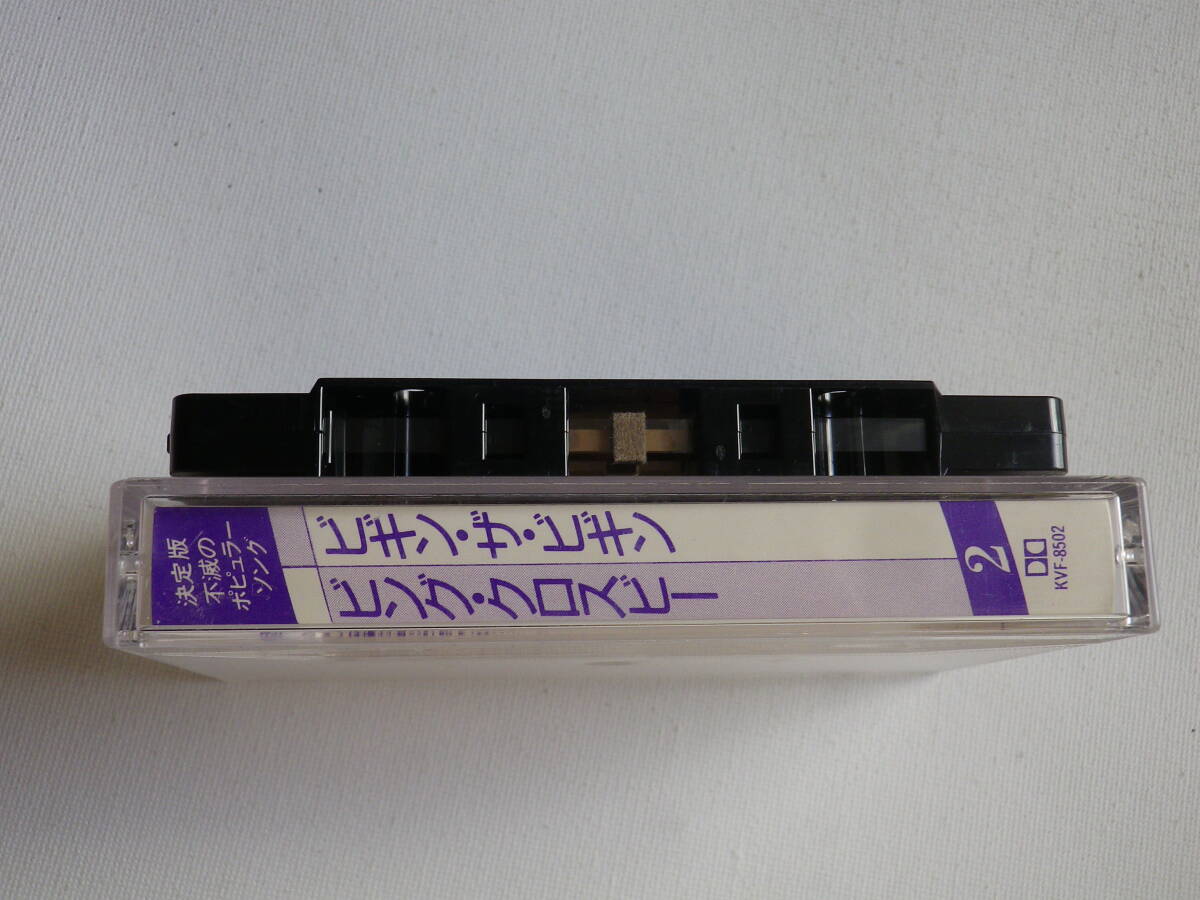 決定版
不滅の
ポピュラー
ソング
ビギン・ザ・ビギン
ビング・クロスビー
2
KVF-8502